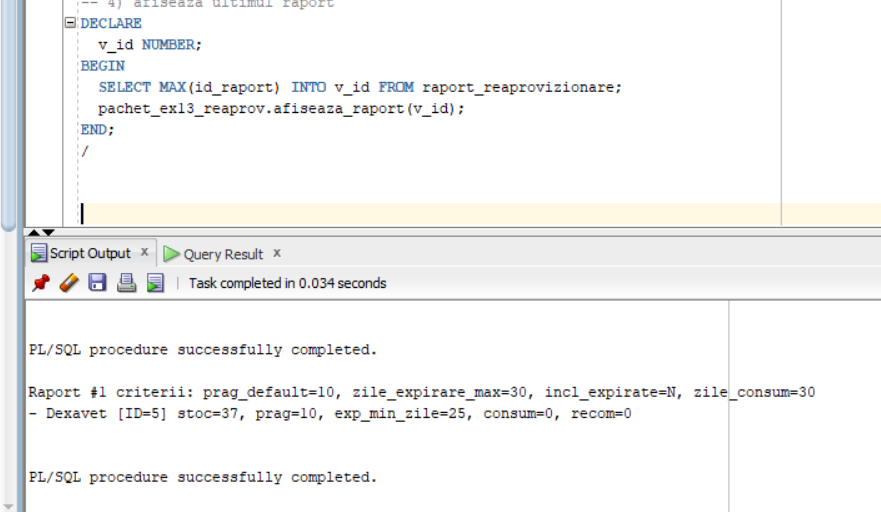 -- 4) afiseaza ultimul raport
DECLARE
v_id NUMBER;
BEGIN
SELECT MAX(id_raport) INTO v_id FROM raport_reaprovizionare;
pachet_ex13_reaprov.afiseaza_raport(v_id);
END;
/
Script Output x Query Result x
Task completed in 0.034 seconds
PL/SQL procedure successfully completed.
Raport #1 criterii: prag_default=10, zile_expirare_max=30, incl_expirate=N, zile_consum=30
- Dexavet [ID=5] stoc=37, prag=10, exp_min_zile=25, consum=0, recom=0
PL/SQL procedure successfully completed.